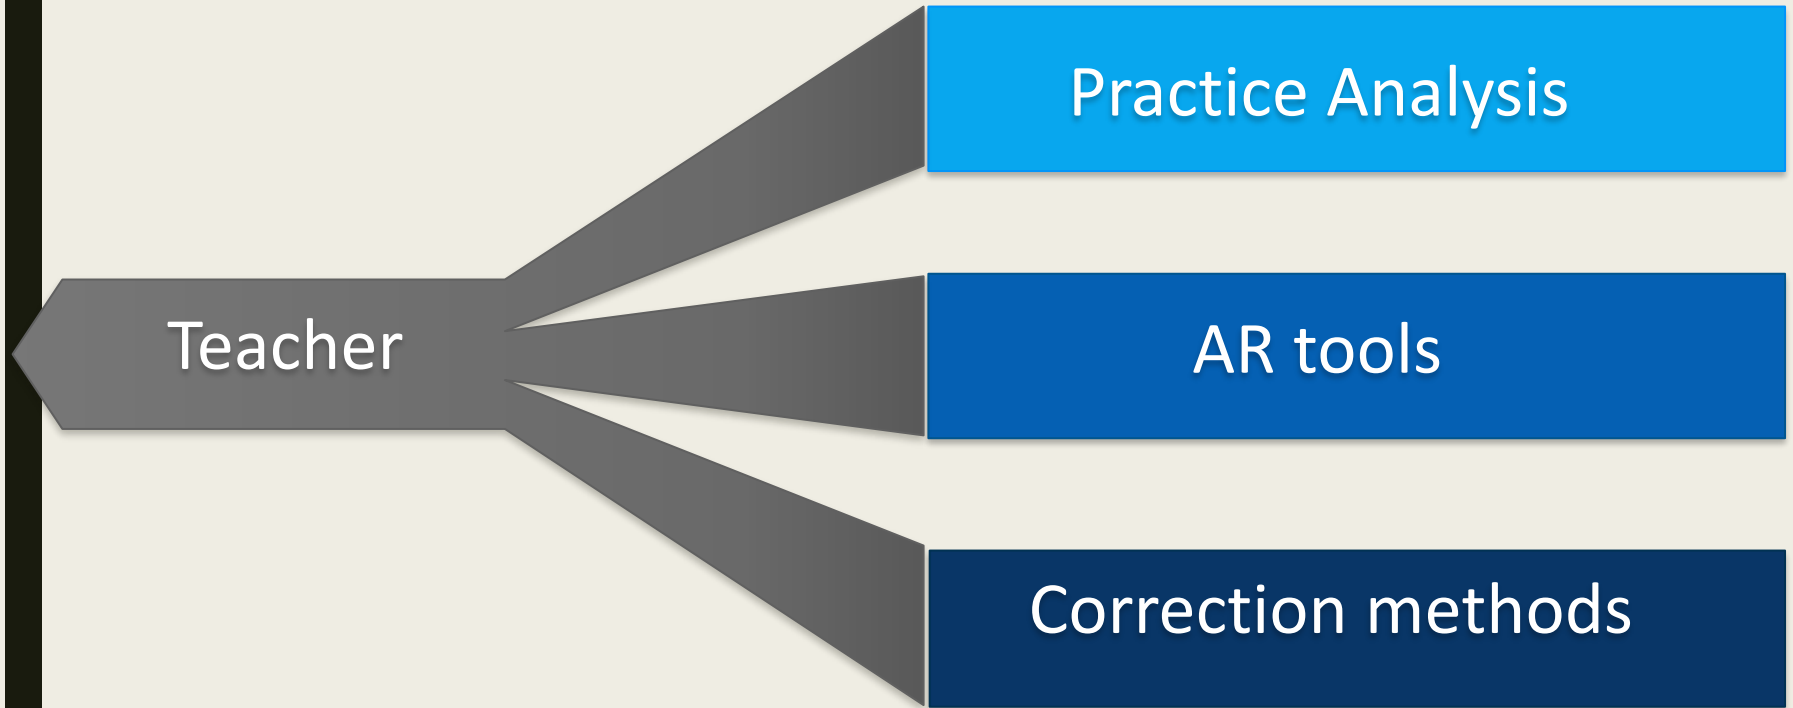 Practice Analysis
Teacher
AR tools
Correction methods